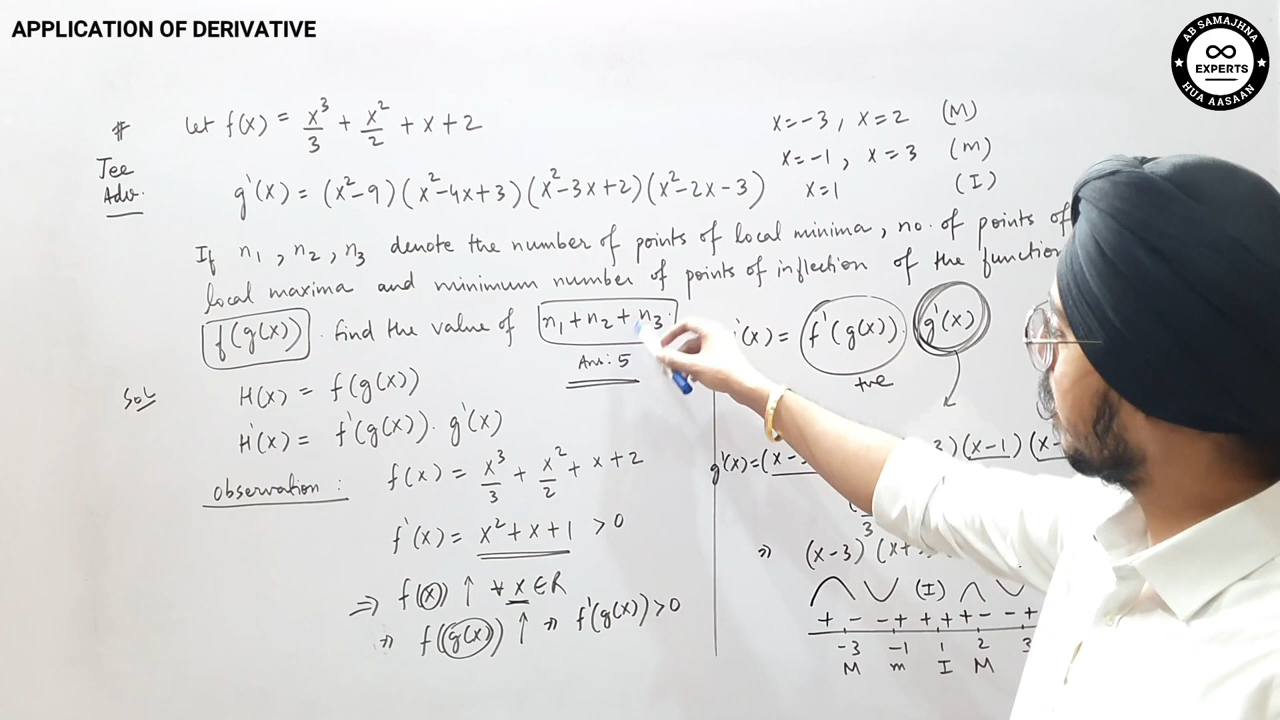 APPLICATION OF DERIVATIVE
AB SAMAJHNA
∞
EXPERTS
HUA AASAAN
# Let f(x) = x³/3 + x²/2 + x + 2
Jee
Adv.
g'(x) = (x²-9)(x²-4x+3)(x²-3x+2)(x²-2x-3)
If n₁, n₂, n₃ denote the number of points of local minima, no. of points of
local maxima and minimum number of points of inflection of the function
f(g(x)). find the value of n₁+n₂+n₃.
Ans: 5
Sol
H(x) = f(g(x))
H'(x) = f'(g(x)). g'(x)
observation: f(x) = x³/3 + x²/2 + x + 2
f'(x) = x² + x + 1 > 0
⇒ f(x) ↑ ∀ x ∈ R
⇒ f(g(x)) ↑ ⇒ f'(g(x)) > 0
x = -3, x = 2 (M)
x = -1, x = 3 (m)
x = 1 (I)
'(x) = f'(g(x)). g'(x)
+ve
g'(x) = (x- 3)(x-1)(x-
3
⇒ (x-3)(x+
(I)
+ - - + + + + - - +
-3 -1 1 2 3
M m I M